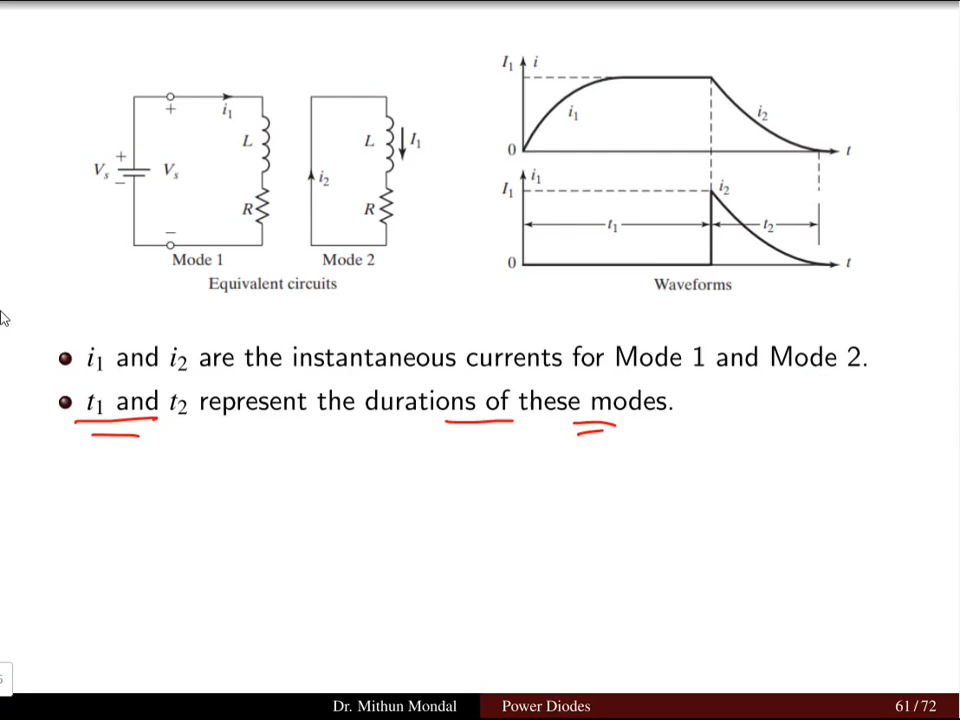 I₁ i
i₁ i₂
0 t
i₁
+
L
Vₛ + − Vₛ
R
−
Mode 1
L I₁
i₂
R
Mode 2
Equivalent circuits
I₁ i₁ i₂
t₁ t₂
0 t
Waveforms
• i₁ and i₂ are the instantaneous currents for Mode 1 and Mode 2.
• t₁ and t₂ represent the durations of these modes.
Dr. Mithun Mondal Power Diodes 61 / 72